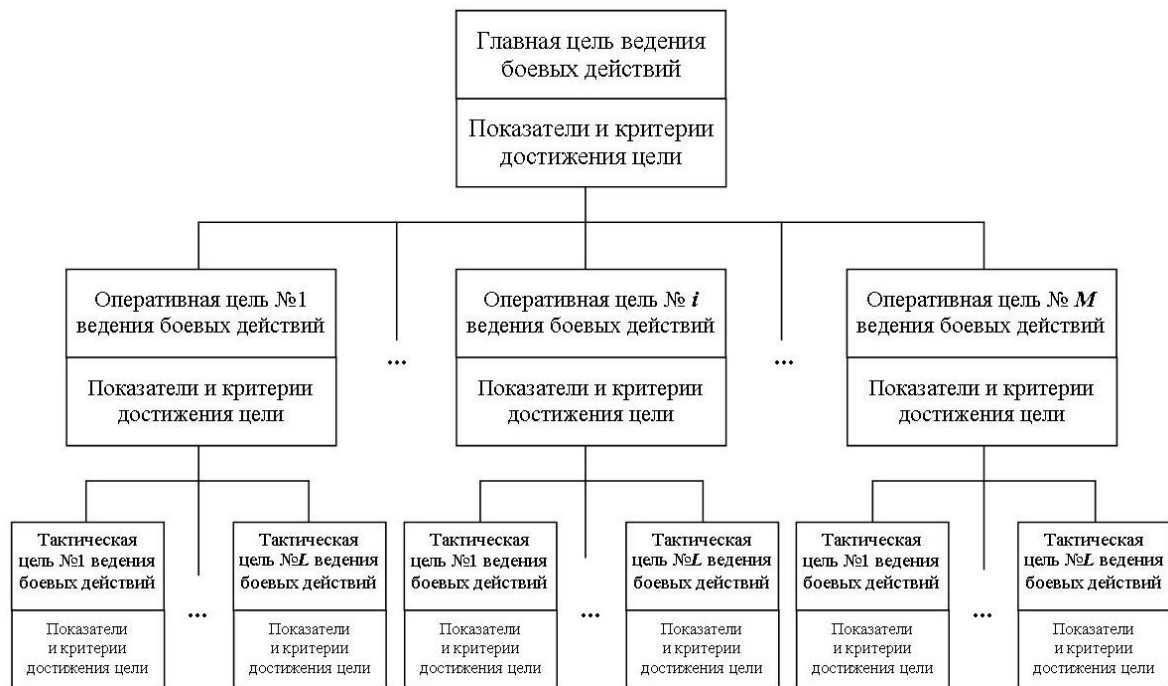 Главная цель ведения
боевых действий
Показатели и критерии
достижения цели
Оперативная цель №1
ведения боевых действий
Показатели и критерии
достижения цели
...
Оперативная цель № i
ведения боевых действий
Показатели и критерии
достижения цели
...
Оперативная цель № M
ведения боевых действий
Показатели и критерии
достижения цели
Тактическая
цель №1 ведения
боевых действий
Показатели
и критерии
достижения цели
...
Тактическая
цель №L ведения
боевых действий
Показатели
и критерии
достижения цели
Тактическая
цель №1 ведения
боевых действий
Показатели
и критерии
достижения цели
...
Тактическая
цель №L ведения
боевых действий
Показатели
и критерии
достижения цели
Тактическая
цель №1 ведения
боевых действий
Показатели
и критерии
достижения цели
...
Тактическая
цель №L ведения
боевых действий
Показатели
и критерии
достижения цели